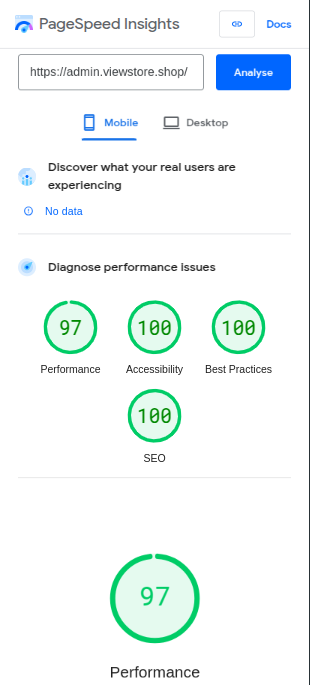 PageSpeed Insights
Docs
https://admin.viewstore.shop/
Analyse
Mobile
Desktop
Discover what your real users are
experiencing
No data
Diagnose performance issues
97
100
100
Performance
Accessibility
Best Practices
100
SEO
97
Performance